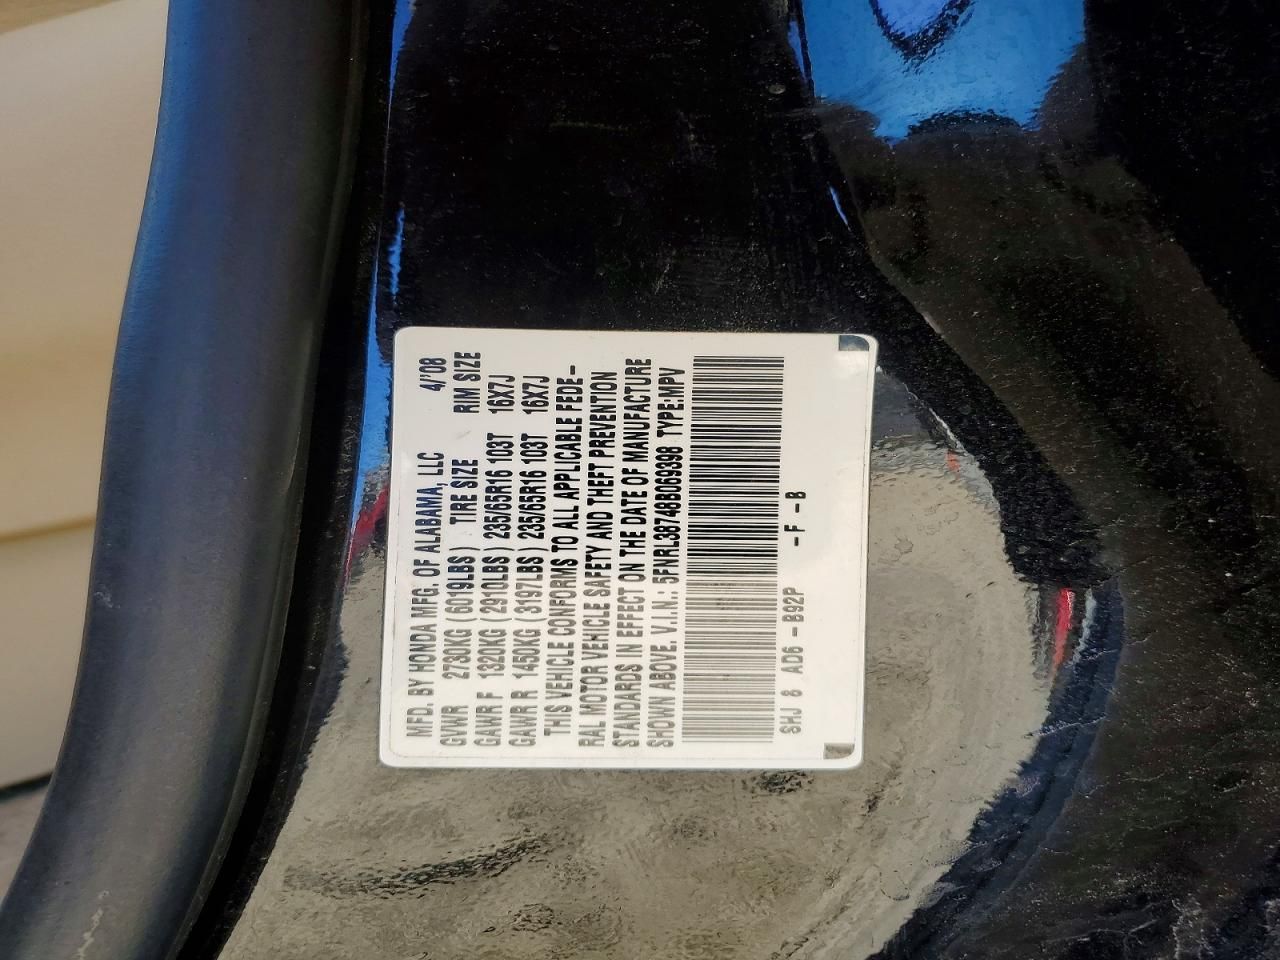 MFD. BY HONDA MFG. OF ALABAMA, LLC 4/'08
GVWR 2730KG (6019LBS) TIRE SIZE RIM SIZE
GAWR F 1320KG (2910LBS) 235/65R16 103T 16X7J
GAWR R 1450KG (3197LBS) 235/65R16 103T 16X7J
THIS VEHICLE CONFORMS TO ALL APPLICABLE FEDE-
RAL MOTOR VEHICLE SAFETY AND THEFT PREVENTION
STANDARDS IN EFFECT ON THE DATE OF MANUFACTURE
SHOWN ABOVE. V.I.N.: 5FNRL38748B069398 TYPE:MPV
SHJ 8 AD6-B92P -F-B